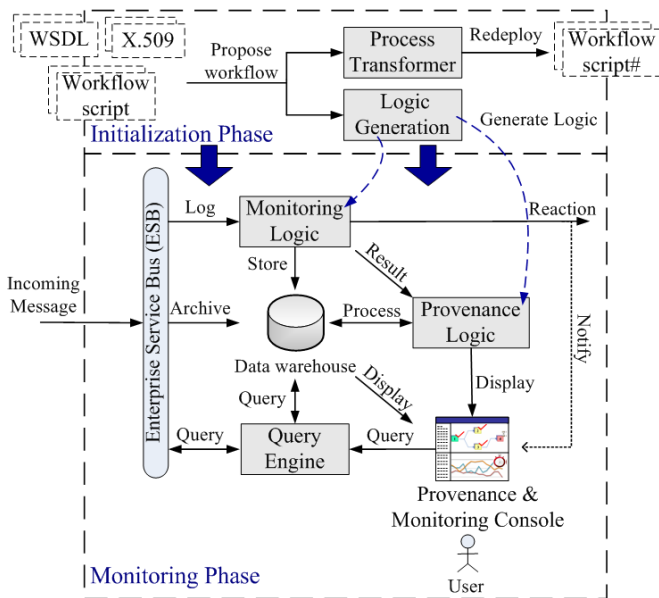 WSDL
X.509
Workflow
script
Propose
workflow
Process
Transformer
Redeploy
Workflow
script#
Logic
Generation
Generate Logic
Initialization Phase
Incoming
Message
Enterprise Service Bus (ESB)
Log
Monitoring
Logic
Reaction
Store
Result
Archive
Process
Provenance
Logic
Notify
Data warehouse
Display
Display
Query
Query
Query
Engine
Query
Provenance &
Monitoring Console
User
Monitoring Phase